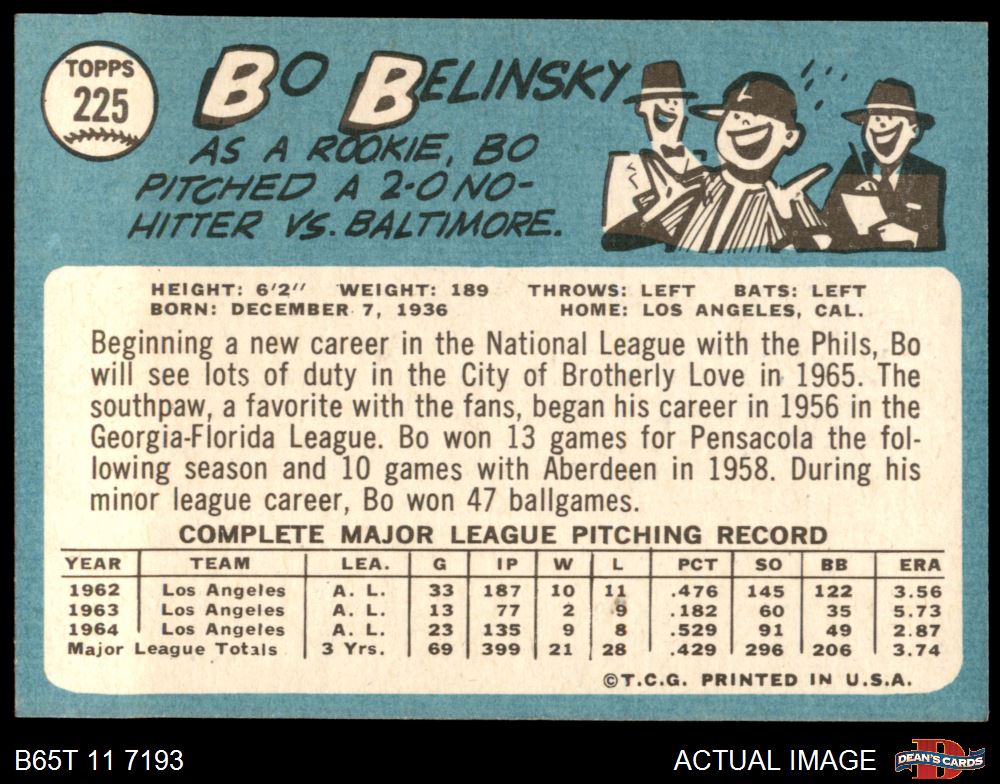 TOPPS
225
BO BELINSKY
AS A ROOKIE, BO
PITCHED A 2-0 NO-
HITTER VS. BALTIMORE.
HEIGHT: 6'2" WEIGHT: 189 THROWS: LEFT BATS: LEFT
BORN: DECEMBER 7, 1936 HOME: LOS ANGELES, CAL.
Beginning a new career in the National League with the Phils, Bo
will see lots of duty in the City of Brotherly Love in 1965. The
southpaw, a favorite with the fans, began his career in 1956 in the
Georgia-Florida League. Bo won 13 games for Pensacola the fol-
lowing season and 10 games with Aberdeen in 1958. During his
minor league career, Bo won 47 ballgames.
COMPLETE MAJOR LEAGUE PITCHING RECORD
YEAR TEAM LEA. G IP W L PCT SO BB ERA
1962 Los Angeles A. L. 33 187 10 11 .476 145 122 3.56
1963 Los Angeles A. L. 13 77 2 9 .182 60 35 5.73
1964 Los Angeles A. L. 23 135 9 8 .529 91 49 2.87
Major League Totals 3 Yrs. 69 399 21 28 .429 296 206 3.74
©T.C.G. PRINTED IN U.S.A.
B65T 11 7193 ACTUAL IMAGE DEAN'S CARDS